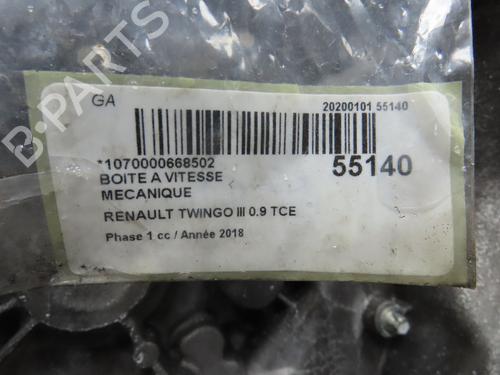 B-PARTS
GA
20200101 55140
*1070000668502
55140
BOITE A VITESSE
MECANIQUE
RENAULT TWINGO III 0.9 TCE
Phase 1 cc / Année 2018